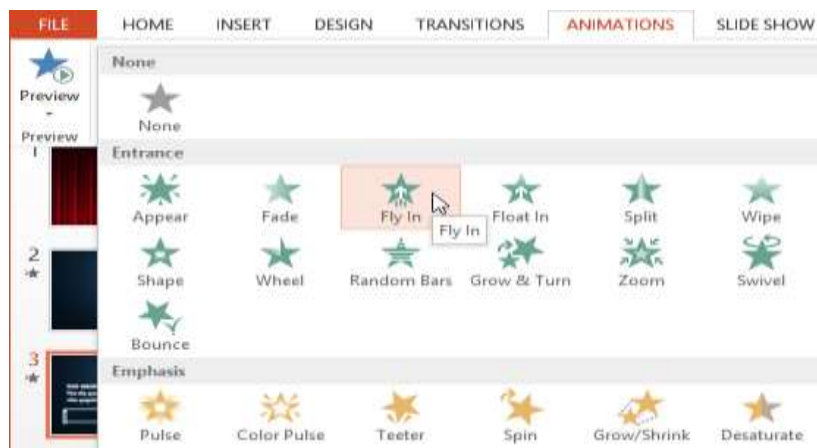 FILE HOME INSERT DESIGN TRANSITIONS ANIMATIONS SLIDE SHOW
Preview
Preview
None
None
Entrance
Appear Fade Fly In Float In Split Wipe
Fly In
Shape Wheel Random Bars Grow & Turn Zoom Swivel
Bounce
Emphasis
Pulse Color Pulse Teeter Spin Grow/Shrink Desaturate
1
2
3